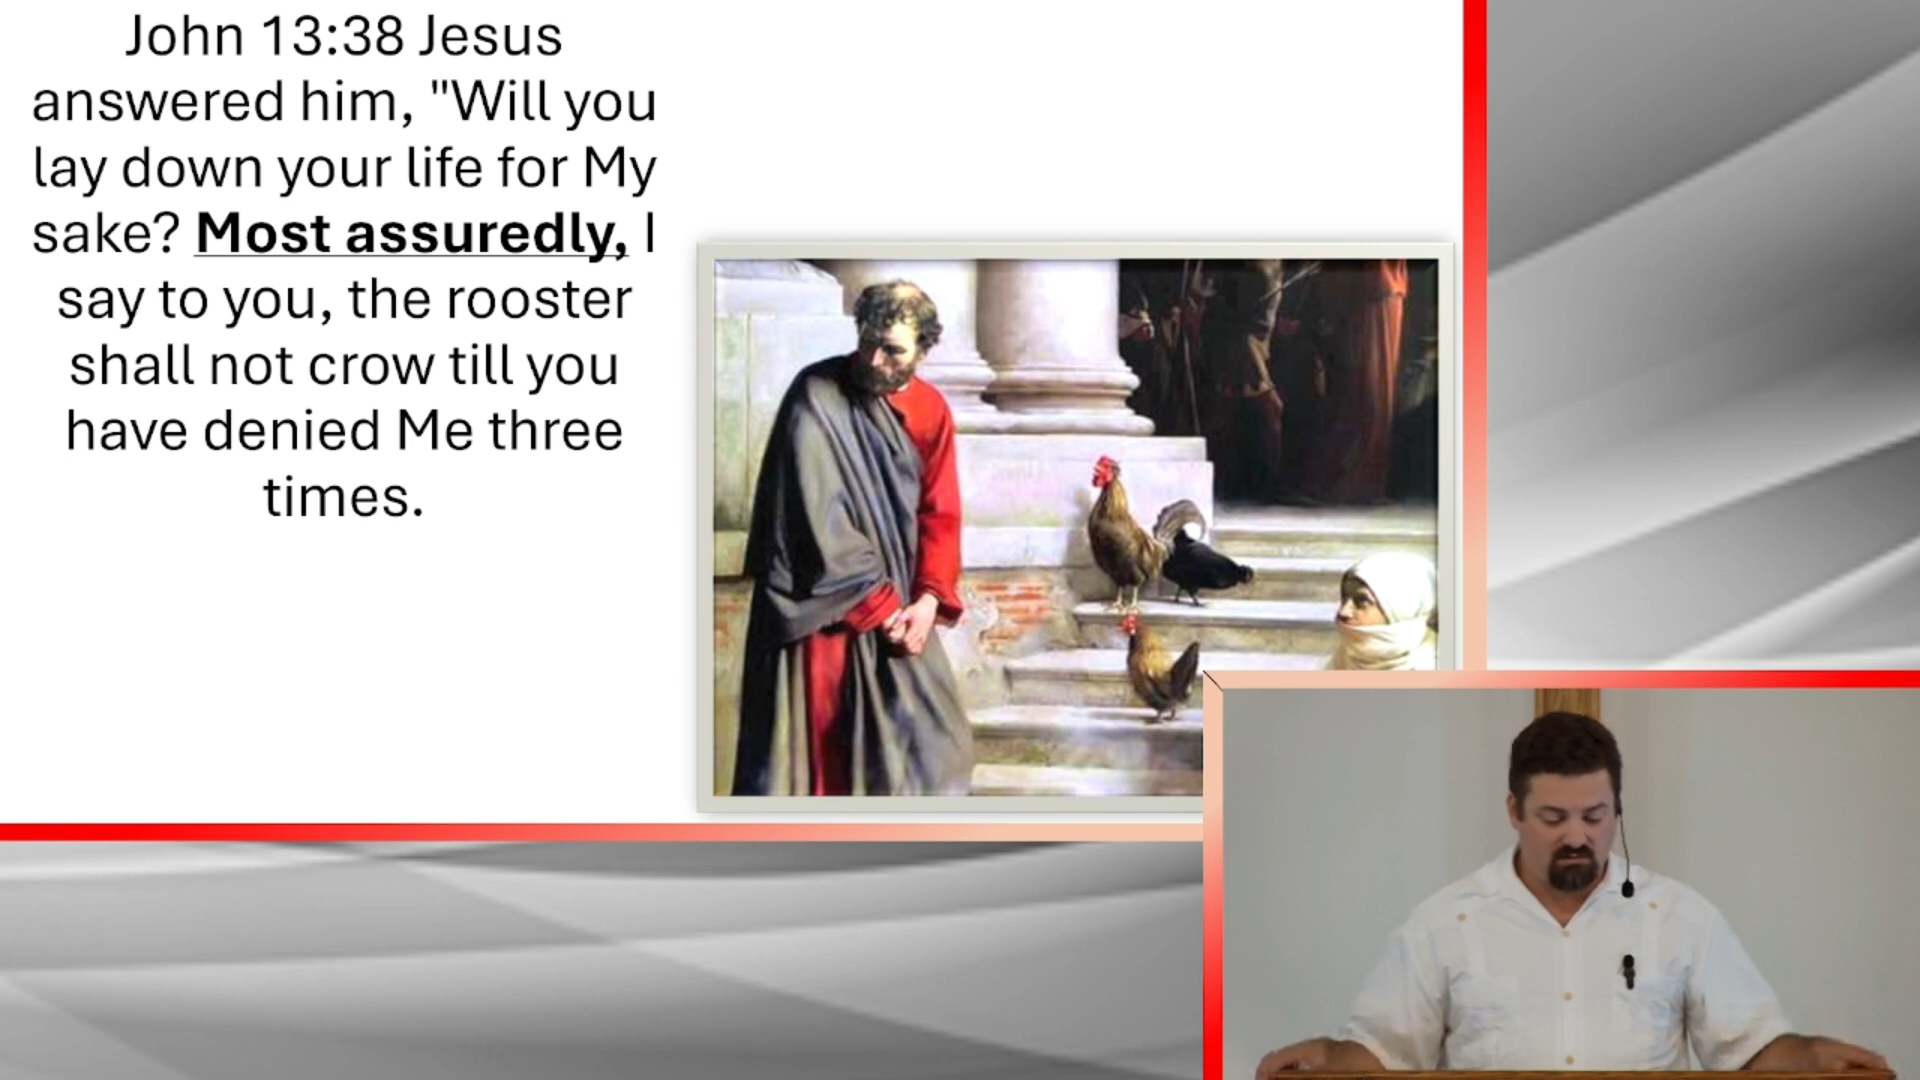 John 13:38 Jesus
answered him, "Will you
lay down your life for My
sake? Most assuredly, I
say to you, the rooster
shall not crow till you
have denied Me three
times.